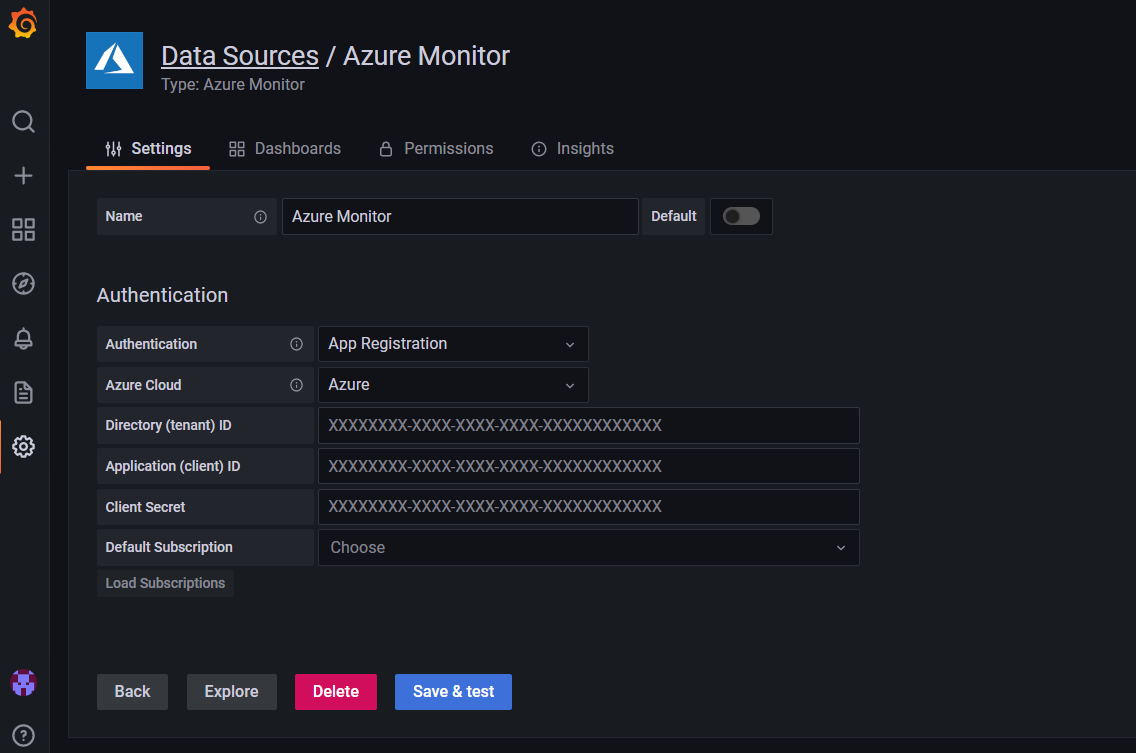 Data Sources / Azure Monitor
Type: Azure Monitor
Settings Dashboards Permissions Insights
Name Azure Monitor Default
Authentication
Authentication App Registration
Azure Cloud Azure
Directory (tenant) ID XXXXXXXX-XXXX-XXXX-XXXX-XXXXXXXXXXXX
Application (client) ID XXXXXXXX-XXXX-XXXX-XXXX-XXXXXXXXXXXX
Client Secret XXXXXXXX-XXXX-XXXX-XXXX-XXXXXXXXXXXX
Default Subscription Choose
Load Subscriptions
Back Explore Delete Save & test